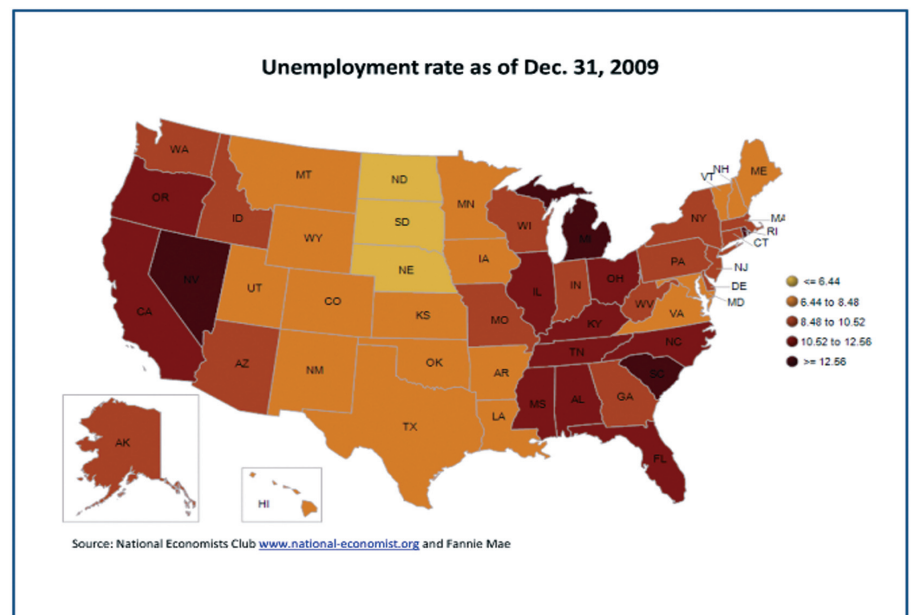 Unemployment rate as of Dec. 31, 2009
WA
MT
ND
MN
VT
NH
ME
OR
ID
WY
SD
WI
MI
NY
MA
RI
CT
NV
UT
CO
NE
IA
IL
IN
OH
PA
NJ
DE
MD
CA
AZ
NM
KS
OK
MO
KY
WV
VA
<= 6.44
6.44 to 8.48
8.48 to 10.52
10.52 to 12.56
>= 12.56
TX
AR
LA
TN
MS
AL
GA
NC
SC
FL
AK
HI
Source: National Economists Club www.national-economist.org and Fannie Mae